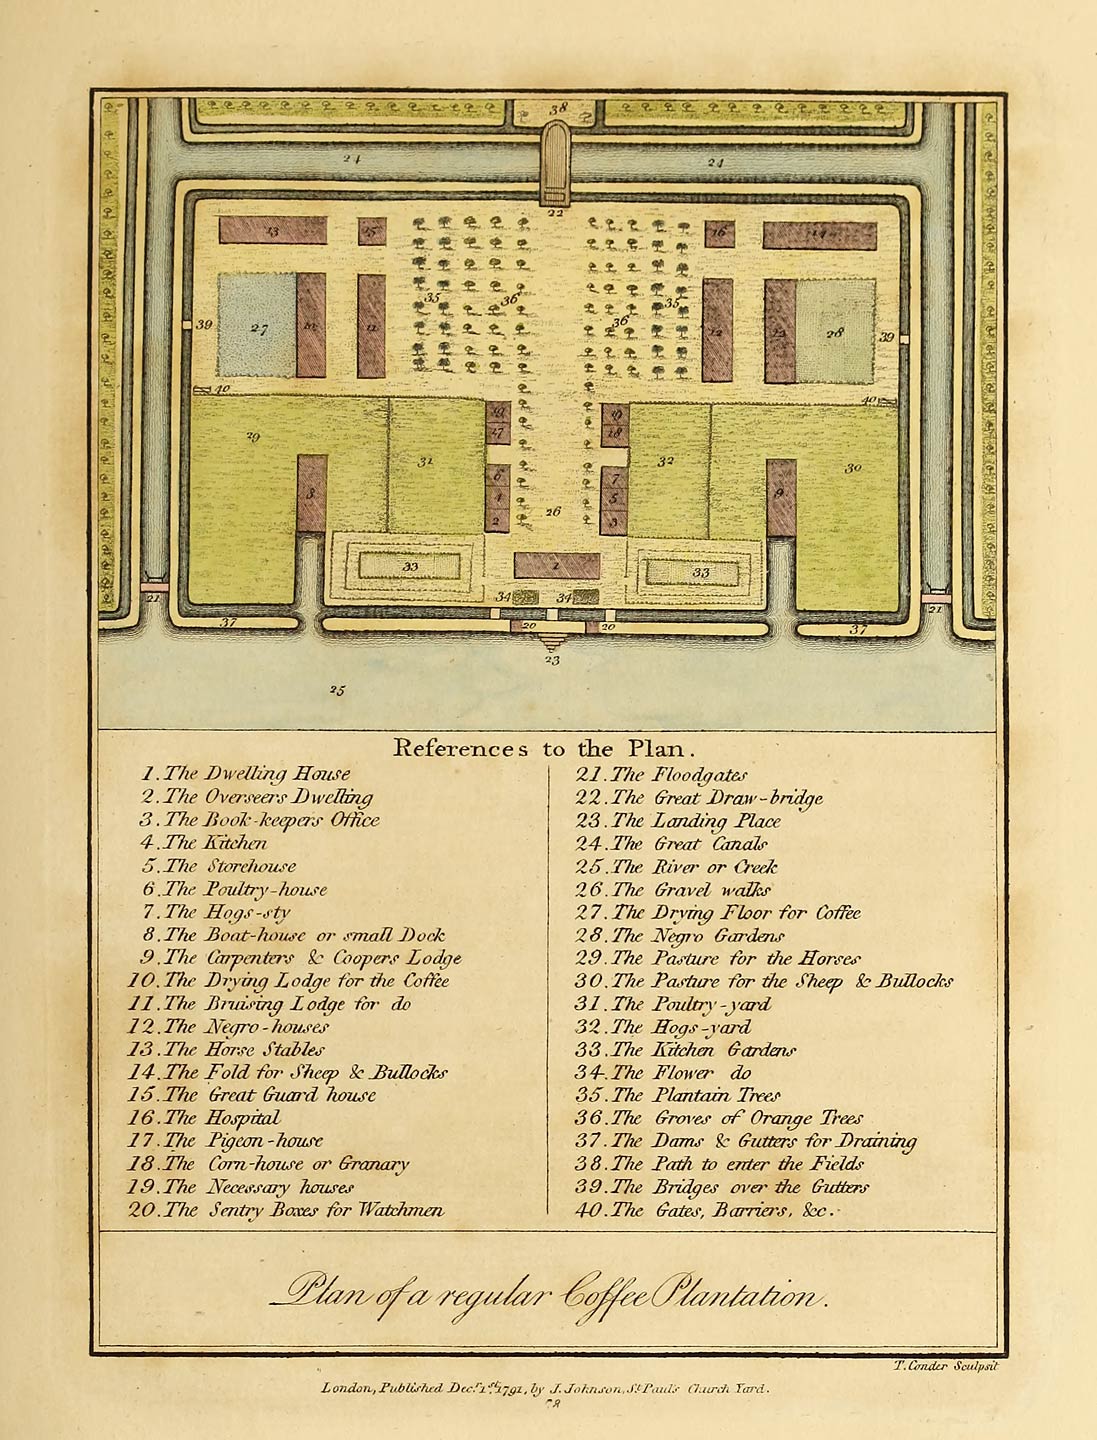 38
24 24
22
13 15 16 14
35 36 36 35
39 27 10 11 12 12 28 39
40 40
19 19
17 18
29 31 32 30
8 6 7 9
4 5
2 26 3
33 1 33
34 34
21 21
37 20 20 37
23
25
References to the Plan.
1. The Dwelling House
2. The Overseers Dwelling
3. The Book-keepers Office
4. The Kitchen
5. The Storehouse
6. The Poultry-house
7. The Hogs-sty
8. The Boat-house or small Dock
9. The Carpenters & Coopers Lodge
10. The Drying Lodge for the Coffee
11. The Bruising Lodge for do
12. The Negro-houses
13. The Horse Stables
14. The Fold for Sheep & Bullocks
15. The Great Guard house
16. The Hospital
17. The Pigeon-house
18. The Corn-house or Granary
19. The Necessary houses
20. The Sentry Boxes for Watchmen
21. The Floodgates
22. The Great Draw-bridge
23. The Landing Place
24. The Great Canals
25. The River or Creek
26. The Gravel walks
27. The Drying Floor for Coffee
28. The Negro Gardens
29. The Pasture for the Horses
30. The Pasture for the Sheep & Bullocks
31. The Poultry-yard
32. The Hogs-yard
33. The Kitchen Gardens
34. The Flower do
35. The Plantain Trees
36. The Groves of Orange Trees
37. The Dams & Gutters for Draining
38. The Path to enter the Fields
39. The Bridges over the Gutters
40. The Gates, Barriers, &c.
Plan of a regular Coffee Plantation.
T. Conder Sculpsit
London, Published Decr. 1st. 1791, by J. Johnson, St. Paul's Church Yard.